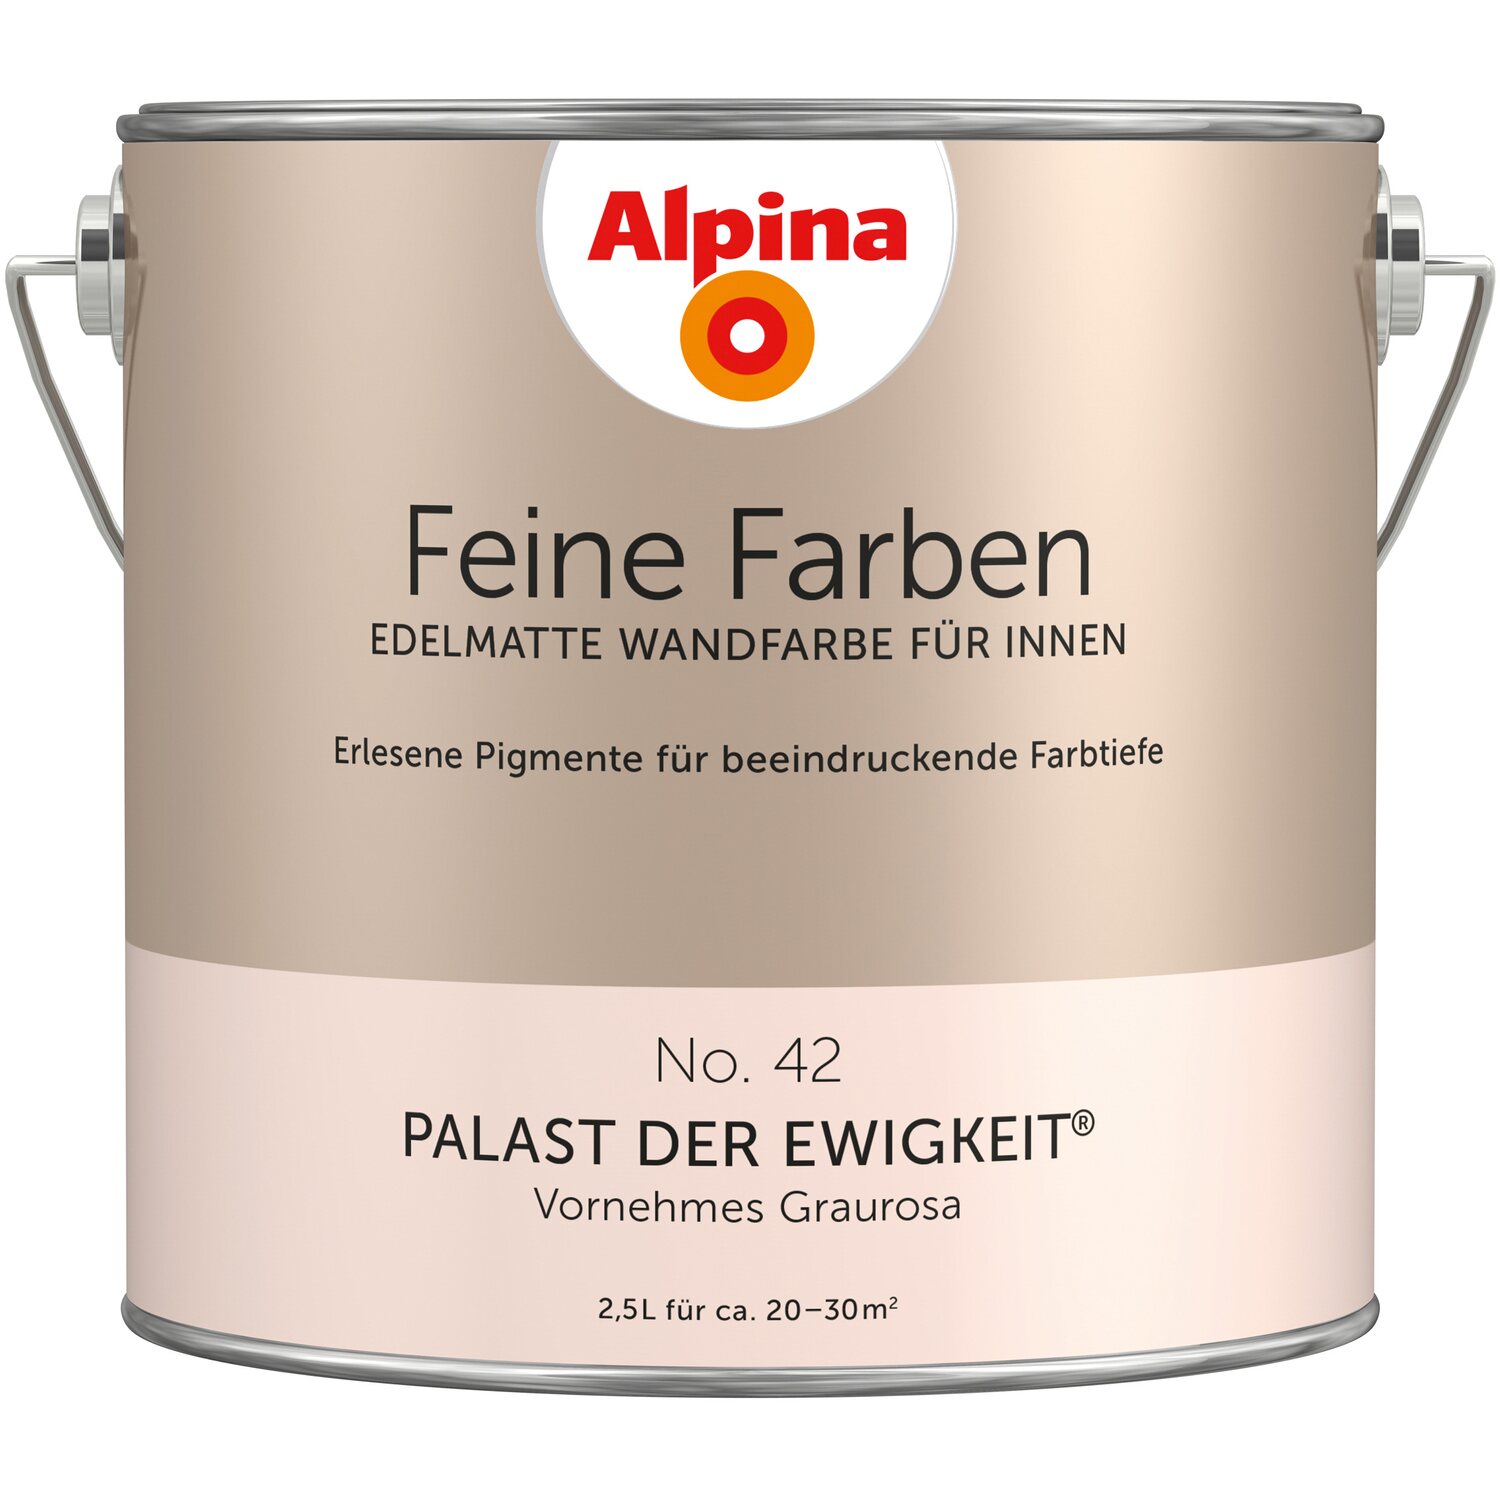 Alpina
Feine Farben
EDELMATTE WANDFARBE FÜR INNEN
Erlesene Pigmente für beeindruckende Farbtiefe
No. 42
PALAST DER EWIGKEIT®
Vornehmes Graurosa
2,5L für ca. 20–30m²